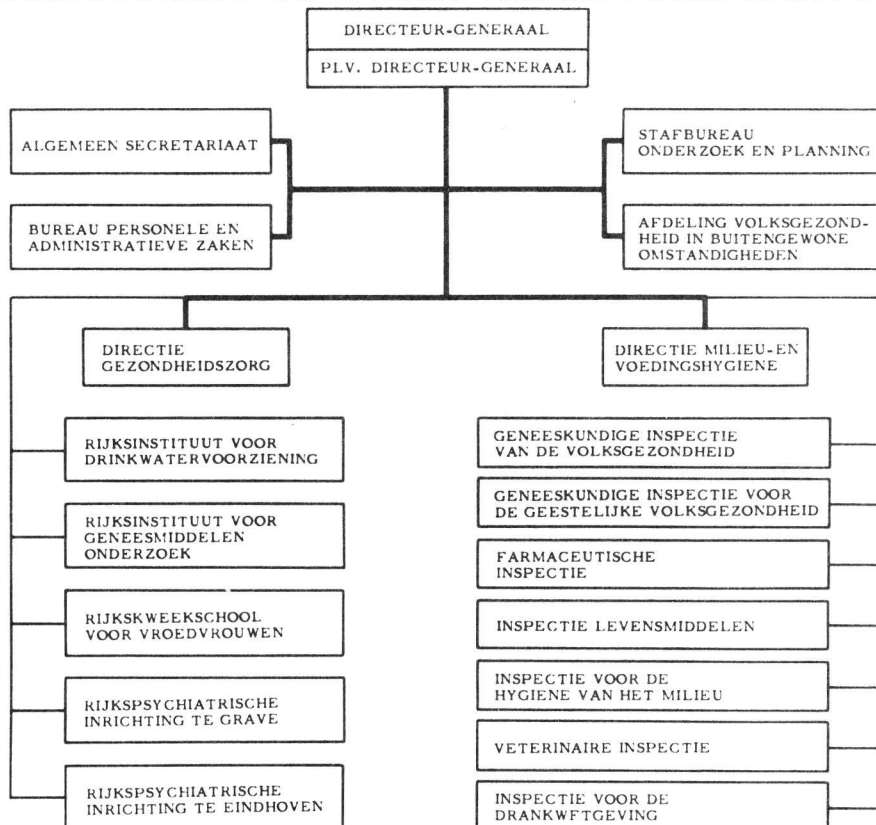 DIRECTEUR-GENERAAL
PLV. DIRECTEUR-GENERAAL
ALGEMEEN SECRETARIAAT
STAFBUREAU
ONDERZOEK EN PLANNING
BUREAU PERSONELE EN
ADMINISTRATIEVE ZAKEN
AFDELING VOLKSGEZOND-
HEID IN BUITENGEWONE
OMSTANDIGHEDEN
DIRECTIE
GEZONDHEIDSZORG
DIRECTIE MILIEU-EN
VOEDINGSHYGIENE
RIJKSINSTITUUT VOOR
DRINKWATERVOORZIENING
RIJKSINSTITUUT VOOR
GENEESMIDDELEN
ONDERZOEK
RIJKSKWEEKSCHOOL
VOOR VROEDVROUWEN
RIJKSPSYCHIATRISCHE
INRICHTING TE GRAVE
RIJKSPSYCHIATRISCHE
INRICHTING TE EINDHOVEN
GENEESKUNDIGE INSPECTIE
VAN DE VOLKSGEZONDHEID
GENEESKUNDIGE INSPECTIE VOOR
DE GEESTELIJKE VOLKSGEZONDHEID
FARMACEUTISCHE
INSPECTIE
INSPECTIE LEVENSMIDDELEN
INSPECTIE VOOR DE
HYGIENE VAN HET MILIEU
VETERINAIRE INSPECTIE
INSPECTIE VOOR DE
DRANKWFTGEVING